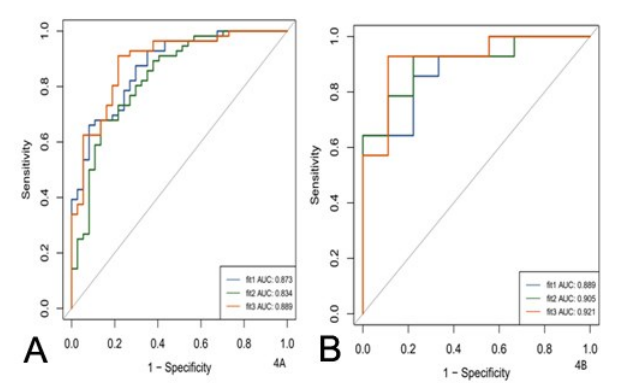 1.0
0.8
0.6
0.4
0.2
0.0
Sensitivity
fit1 AUC: 0.873
fit2 AUC: 0.834
fit3 AUC: 0.889
0.0 0.2 0.4 0.6 0.8 1.0
1 − Specificity
4A
A
1.0
0.8
0.6
0.4
0.2
0.0
Sensitivity
fit1 AUC: 0.889
fit2 AUC: 0.905
fit3 AUC: 0.921
0.0 0.2 0.4 0.6 0.8 1.0
1 − Specificity
4B
B